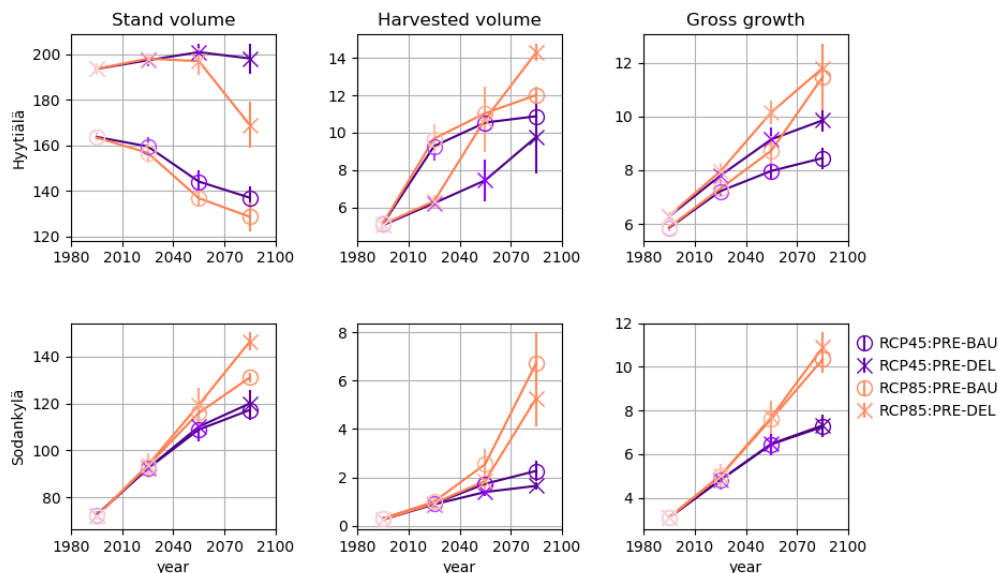 Stand volume
Harvested volume
Gross growth
Hyytiälä
200
180
160
140
120
1980 2010 2040 2070 2100
14
12
10
8
6
1980 2010 2040 2070 2100
12
10
8
6
1980 2010 2040 2070 2100
Sodankylä
140
120
100
80
1980 2010 2040 2070 2100
year
8
6
4
2
0
1980 2010 2040 2070 2100
year
12
10
8
6
4
1980 2010 2040 2070 2100
year
RCP45:PRE-BAU
RCP45:PRE-DEL
RCP85:PRE-BAU
RCP85:PRE-DEL